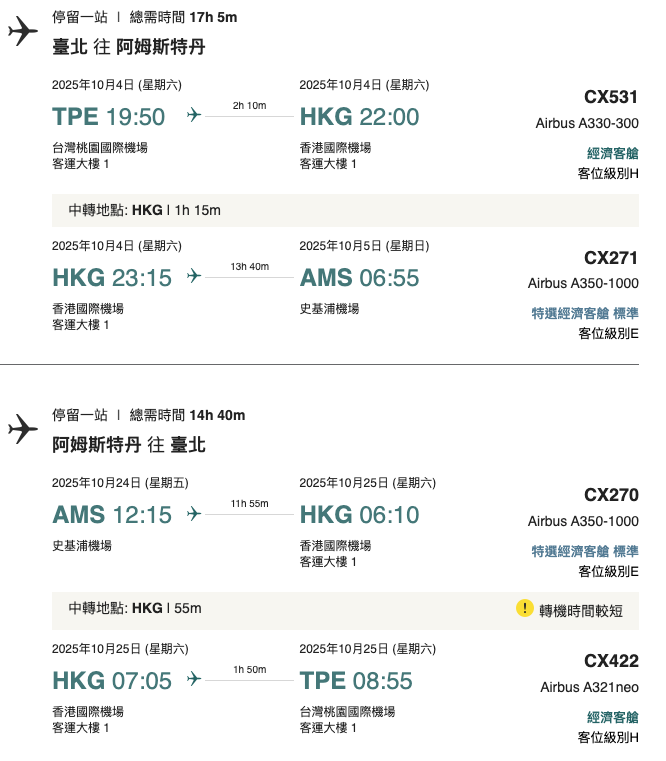 停留一站 | 總需時間 17h 5m
臺北 往 阿姆斯特丹
2025年10月4日 (星期六)
2025年10月4日 (星期六)
CX531
TPE 19:50
2h 10m
HKG 22:00
Airbus A330-300
台灣桃園國際機場
香港國際機場
經濟客艙
客運大樓 1
客運大樓 1
客位級別H
中轉地點: HKG | 1h 15m
2025年10月4日 (星期六)
2025年10月5日 (星期日)
CX271
HKG 23:15
13h 40m
AMS 06:55
Airbus A350-1000
香港國際機場
史基浦機場
特選經濟客艙 標準
客運大樓 1
客位級別E
停留一站 | 總需時間 14h 40m
阿姆斯特丹 往 臺北
2025年10月24日 (星期五)
2025年10月25日 (星期六)
CX270
AMS 12:15
11h 55m
HKG 06:10
Airbus A350-1000
史基浦機場
香港國際機場
特選經濟客艙 標準
客運大樓 1
客位級別E
中轉地點: HKG | 55m
! 轉機時間較短
2025年10月25日 (星期六)
2025年10月25日 (星期六)
CX422
HKG 07:05
1h 50m
TPE 08:55
Airbus A321neo
香港國際機場
台灣桃園國際機場
經濟客艙
客運大樓 1
客運大樓 1
客位級別H